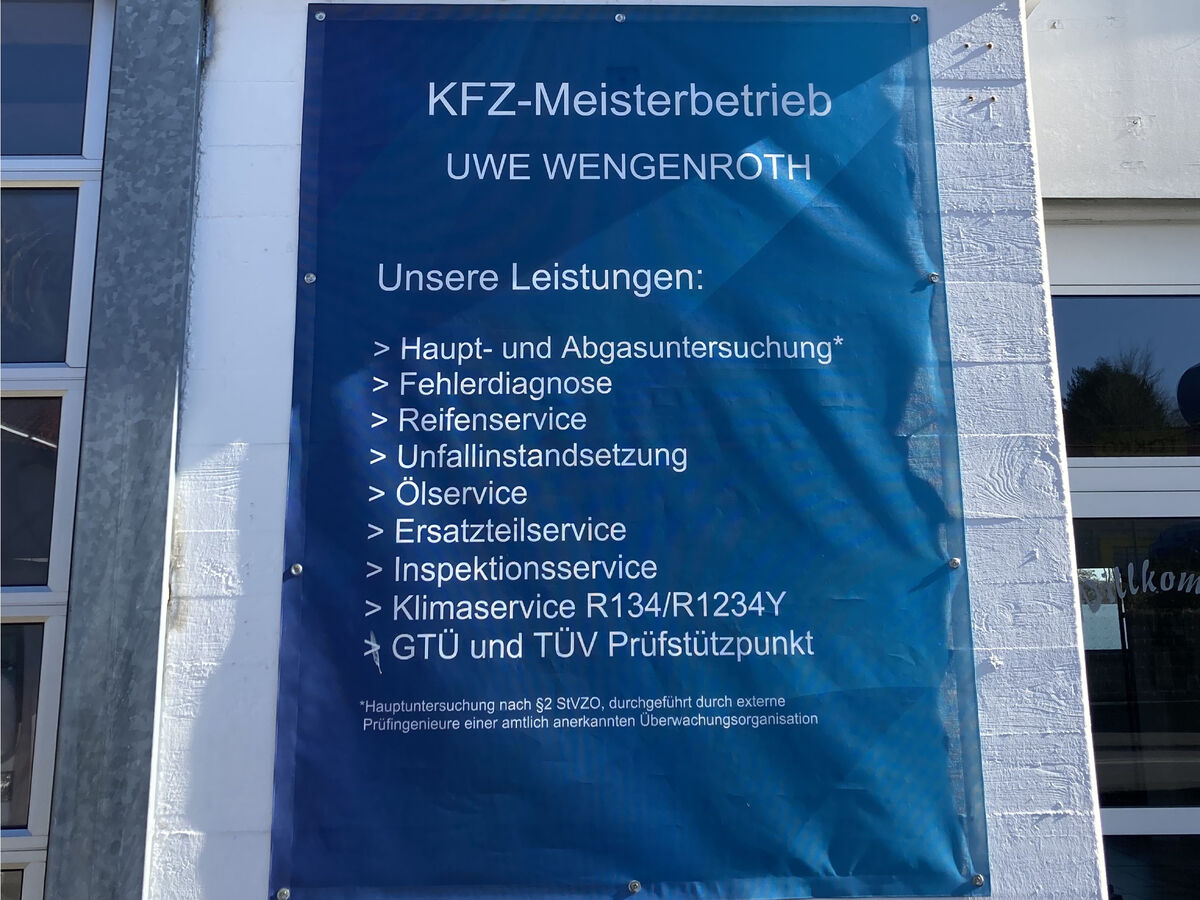 KFZ-Meisterbetrieb
UWE WENGENROTH
Unsere Leistungen:
> Haupt- und Abgasuntersuchung*
> Fehlerdiagnose
> Reifenservice
> Unfallinstandsetzung
> Ölservice
> Ersatzteilservice
> Inspektionsservice
> Klimaservice R134/R1234Y
> GTÜ und TÜV Prüfstützpunkt
*Hauptuntersuchung nach §2 StVZO, durchgeführt durch externe
Prüfingenieure einer amtlich anerkannten Überwachungsorganisation